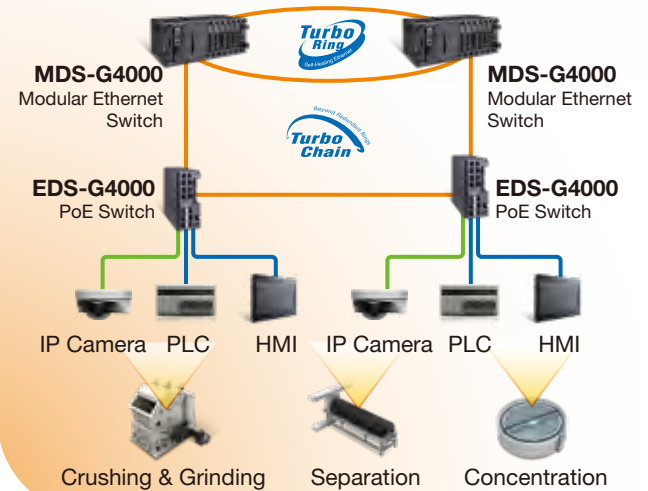 Turbo
Ring
Self-Healing Ethernet
MDS-G4000
Modular Ethernet
Switch
MDS-G4000
Modular Ethernet
Switch
Beyond Redundant Rings
Turbo
Chain
EDS-G4000
PoE Switch
EDS-G4000
PoE Switch
IP Camera PLC HMI
IP Camera PLC HMI
Crushing & Grinding
Separation
Concentration